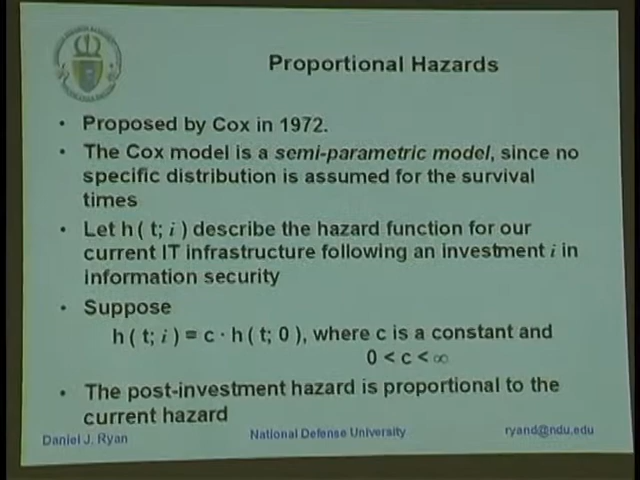 Proportional Hazards
• Proposed by Cox in 1972.
• The Cox model is a semi-parametric model, since no
specific distribution is assumed for the survival
times
• Let h ( t; i ) describe the hazard function for our
current IT infrastructure following an investment i in
information security
• Suppose
h ( t; i ) = c · h ( t; 0 ), where c is a constant and
0 < c < ∞
• The post-investment hazard is proportional to the
current hazard
Daniel J. Ryan
National Defense University
ryand@ndu.edu